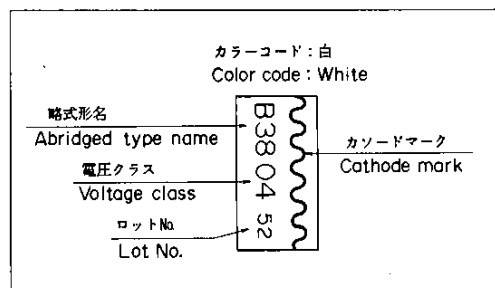 カラーコード：白
Color code : White
略式形名
Abridged type name
電圧クラス
Voltage class
ロットNo.
Lot No.
B38 04 52
カソードマーク
Cathode mark